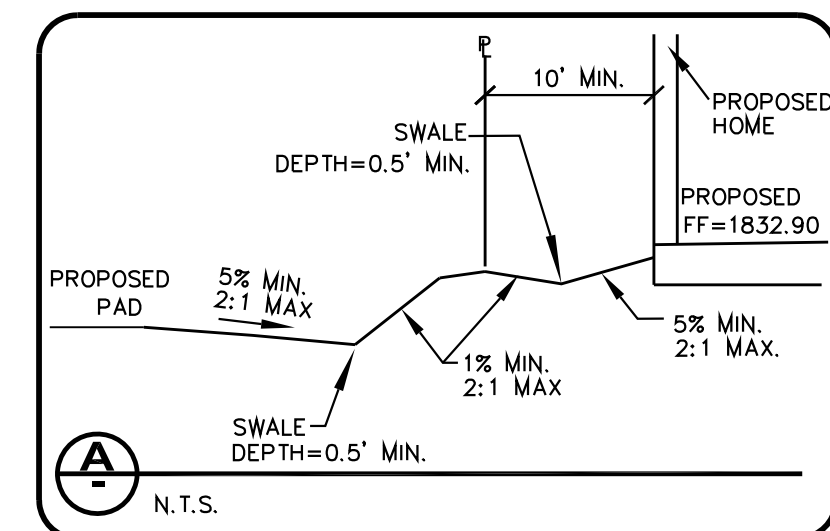 PL
10' MIN.
PROPOSED
HOME
SWALE
DEPTH=0.5' MIN.
PROPOSED
FF=1832.90
PROPOSED
PAD
5% MIN.
2:1 MAX
5% MIN.
2:1 MAX.
1% MIN.
2:1 MAX
SWALE
DEPTH=0.5' MIN.
A
-
N.T.S.